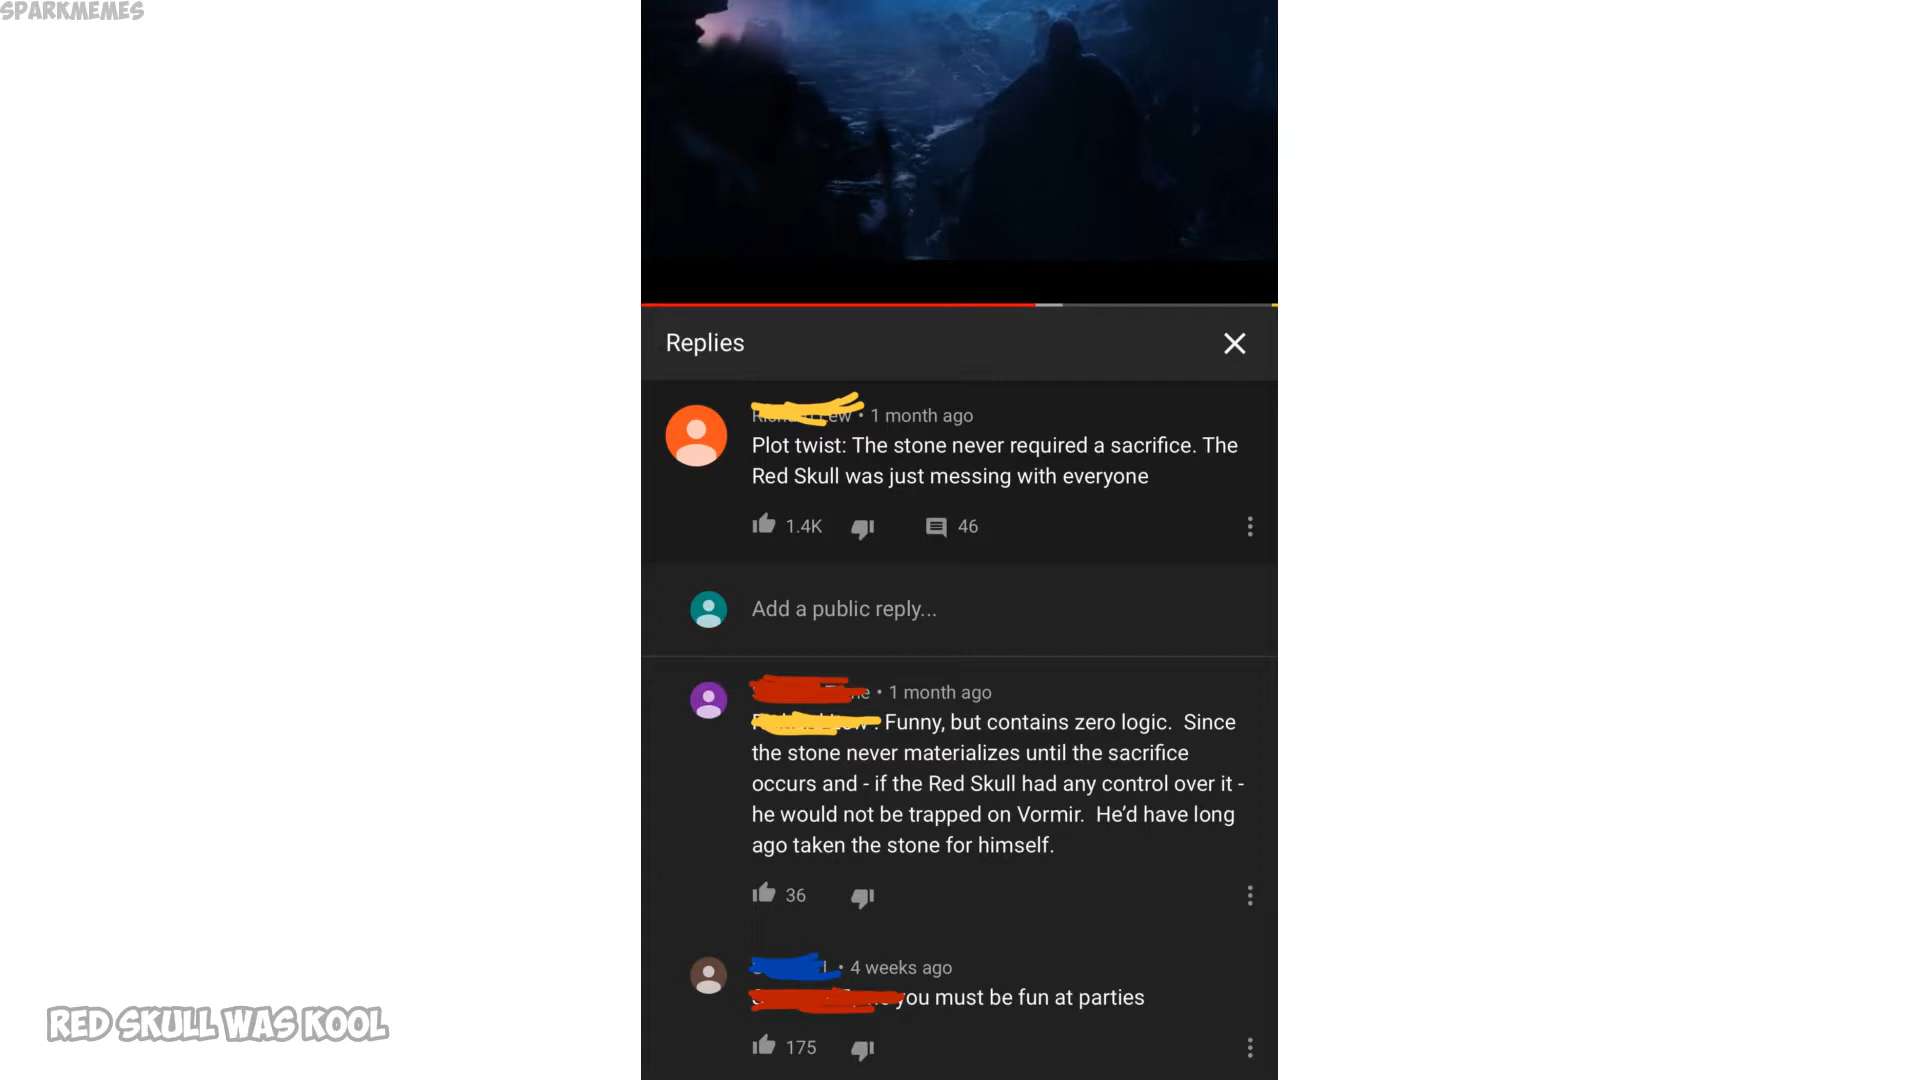 SPARKMEMES
Replies
• 1 month ago
Plot twist: The stone never required a sacrifice. The
Red Skull was just messing with everyone
1.4K 46
Add a public reply...
• 1 month ago
Funny, but contains zero logic.  Since
the stone never materializes until the sacrifice
occurs and - if the Red Skull had any control over it -
he would not be trapped on Vormir.  He’d have long
ago taken the stone for himself.
36
• 4 weeks ago
you must be fun at parties
175
RED SKULL WAS KOOL